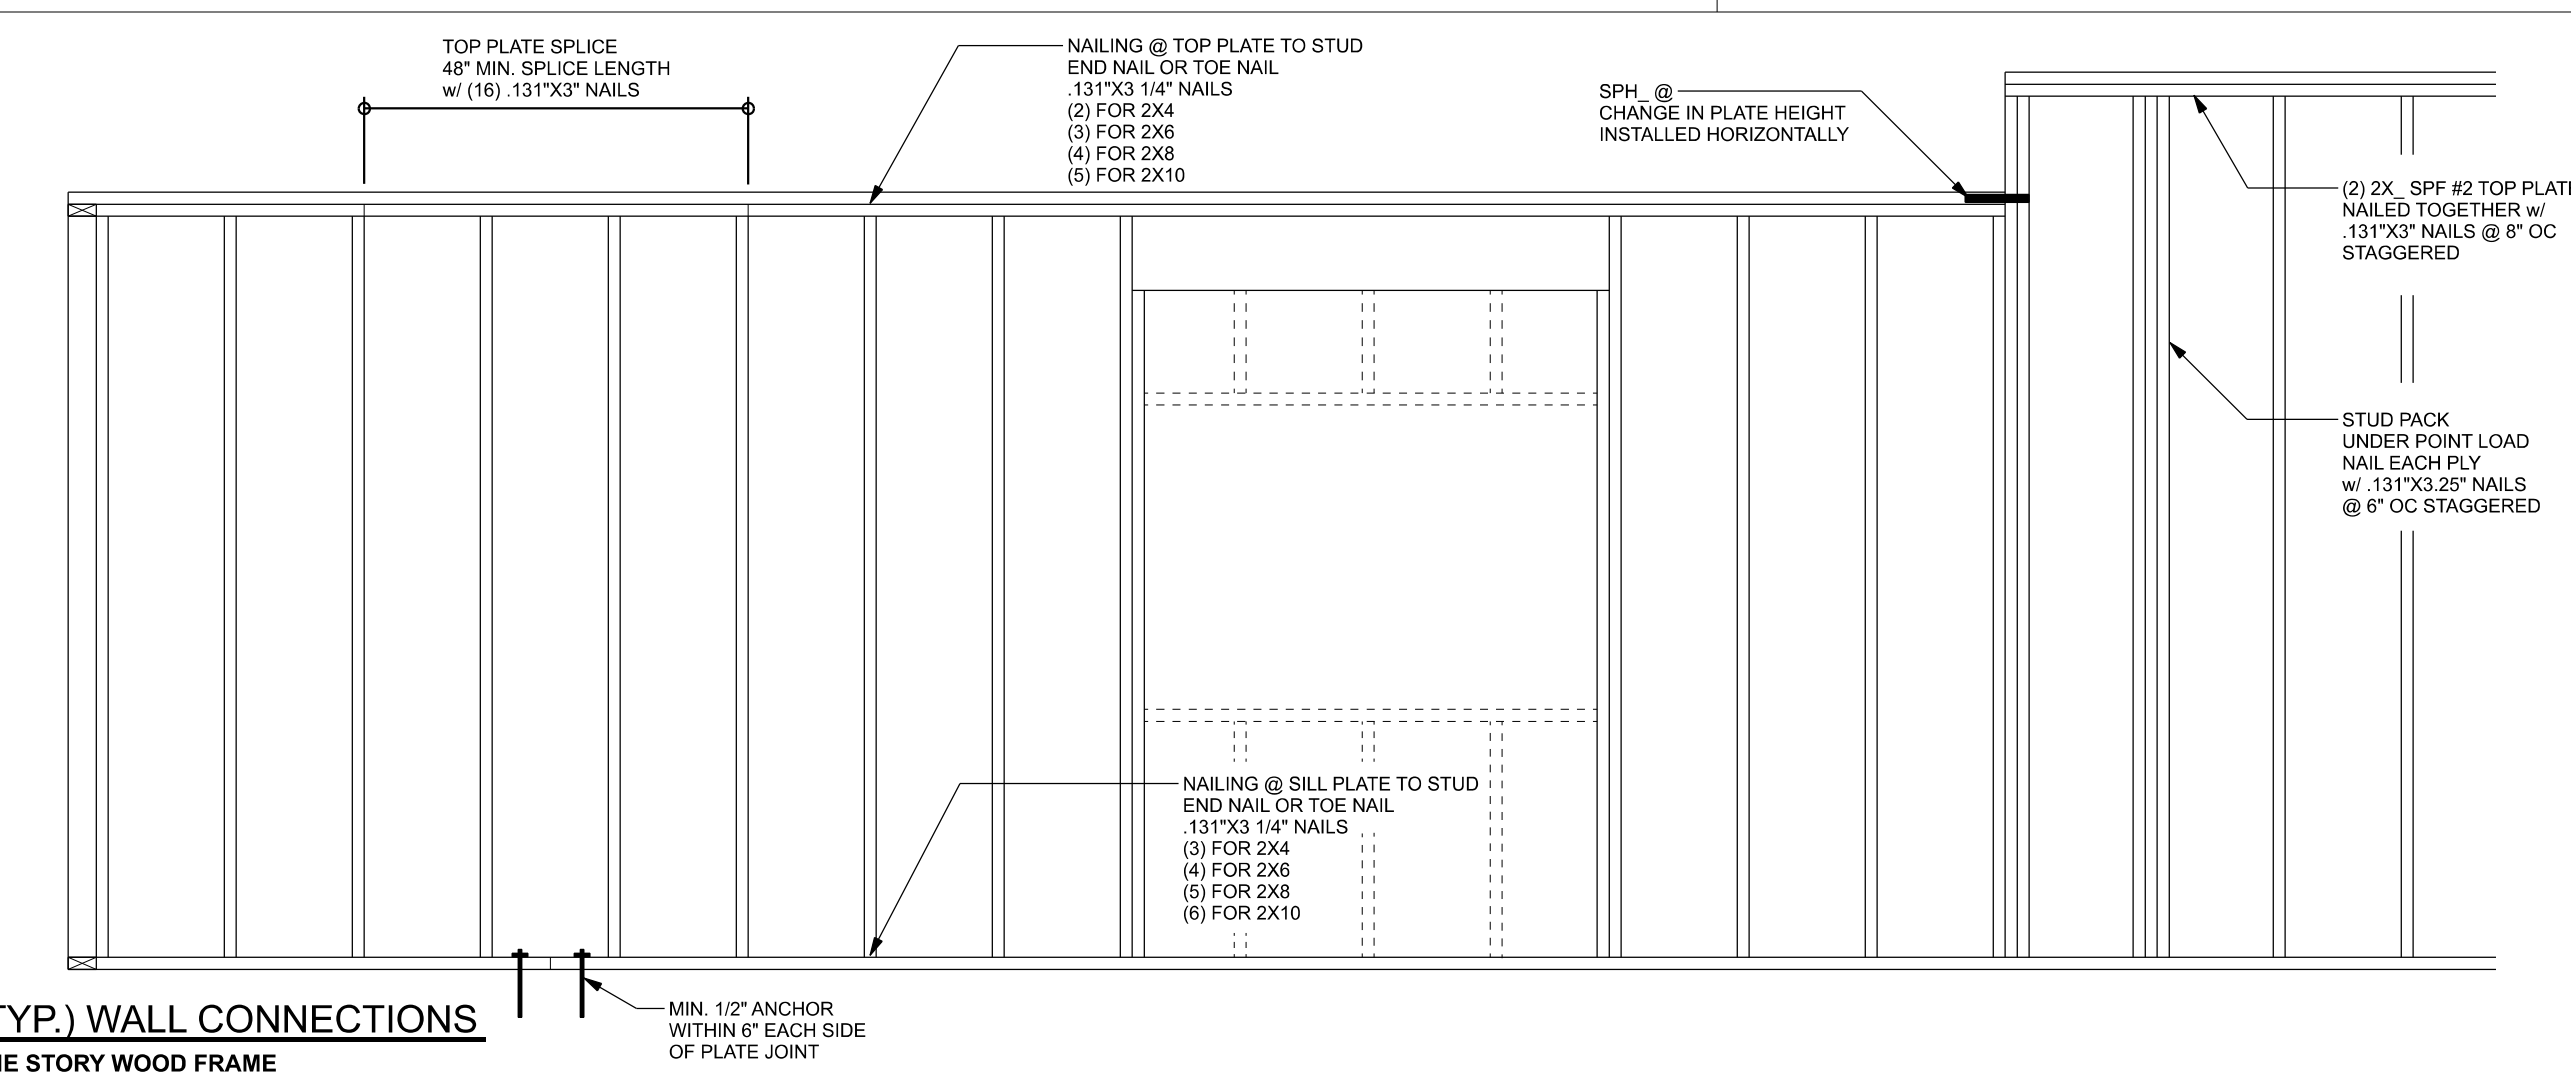 TOP PLATE SPLICE
48" MIN. SPLICE LENGTH
w/ (16) .131"X3" NAILS
NAILING @ TOP PLATE TO STUD
END NAIL OR TOE NAIL
.131"X3 1/4" NAILS
(2) FOR 2X4
(3) FOR 2X6
(4) FOR 2X8
(5) FOR 2X10
SPH_ @
CHANGE IN PLATE HEIGHT
INSTALLED HORIZONTALLY
(2) 2X_ SPF #2 TOP
NAILED TOGETHER w/
.131"X3" NAILS @ 8" OC
STAGGERED
STUD PACK
UNDER POINT LOAD
NAIL EACH PLY
w/ .131"X3.25" NAILS
@ 6" OC STAGGERED
NAILING @ SILL PLATE TO STUD
END NAIL OR TOE NAIL
.131"X3 1/4" NAILS
(3) FOR 2X4
(4) FOR 2X6
(5) FOR 2X8
(6) FOR 2X10
MIN. 1/2" ANCHOR
WITHIN 6" EACH SIDE
OF PLATE JOINT
TYP.) WALL CONNECTIONS
STORY WOOD FRAME